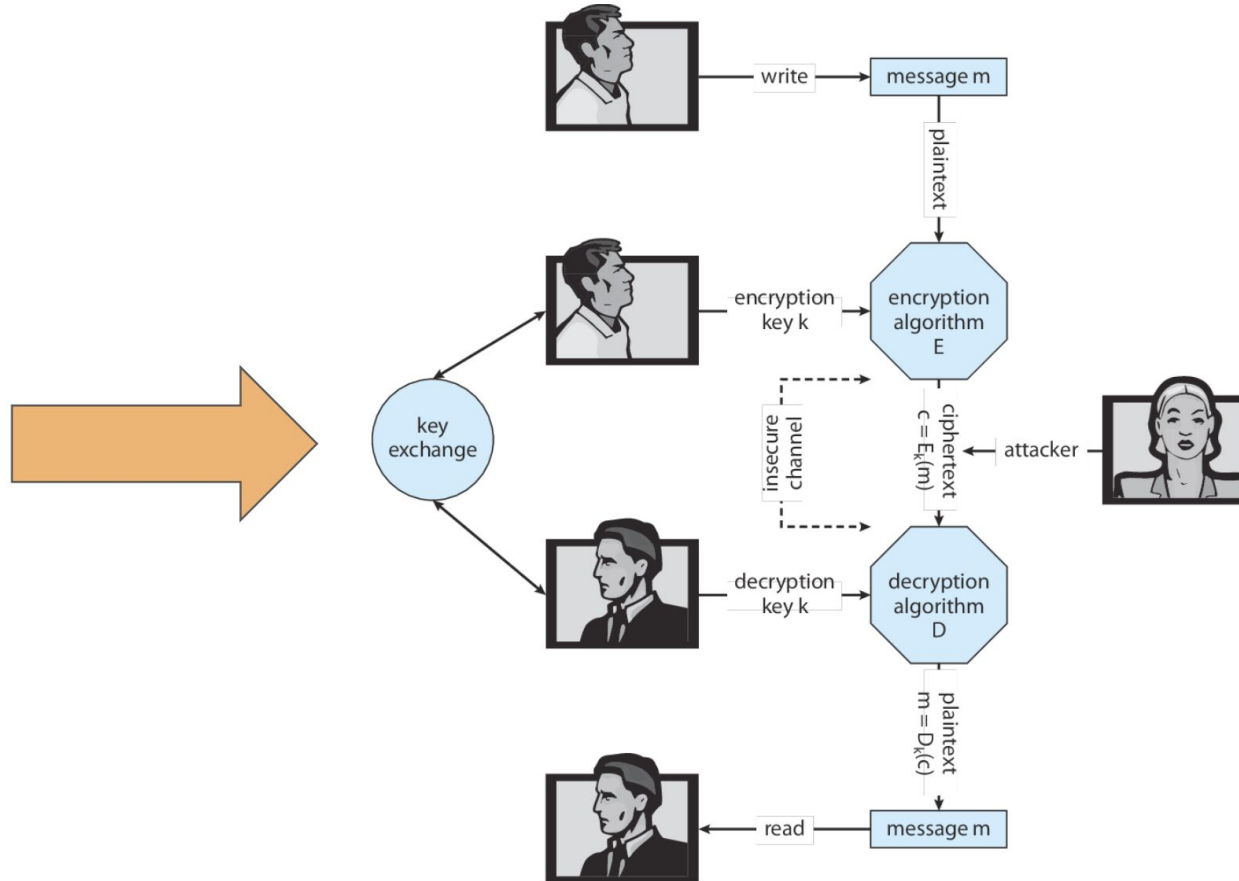 write
message m
plaintext
encryption
key k
encryption
algorithm
E
key
exchange
insecure
channel
ciphertext
c = Eₖ(m)
attacker
decryption
key k
decryption
algorithm
D
plaintext
m = Dₖ(c)
read
message m